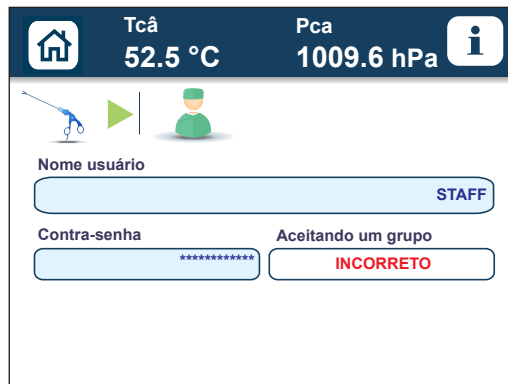 Tcâ Pca
52.5 °C 1009.6 hPa i
Nome usuário
STAFF
Contra-senha Aceitando um grupo
************ INCORRETO